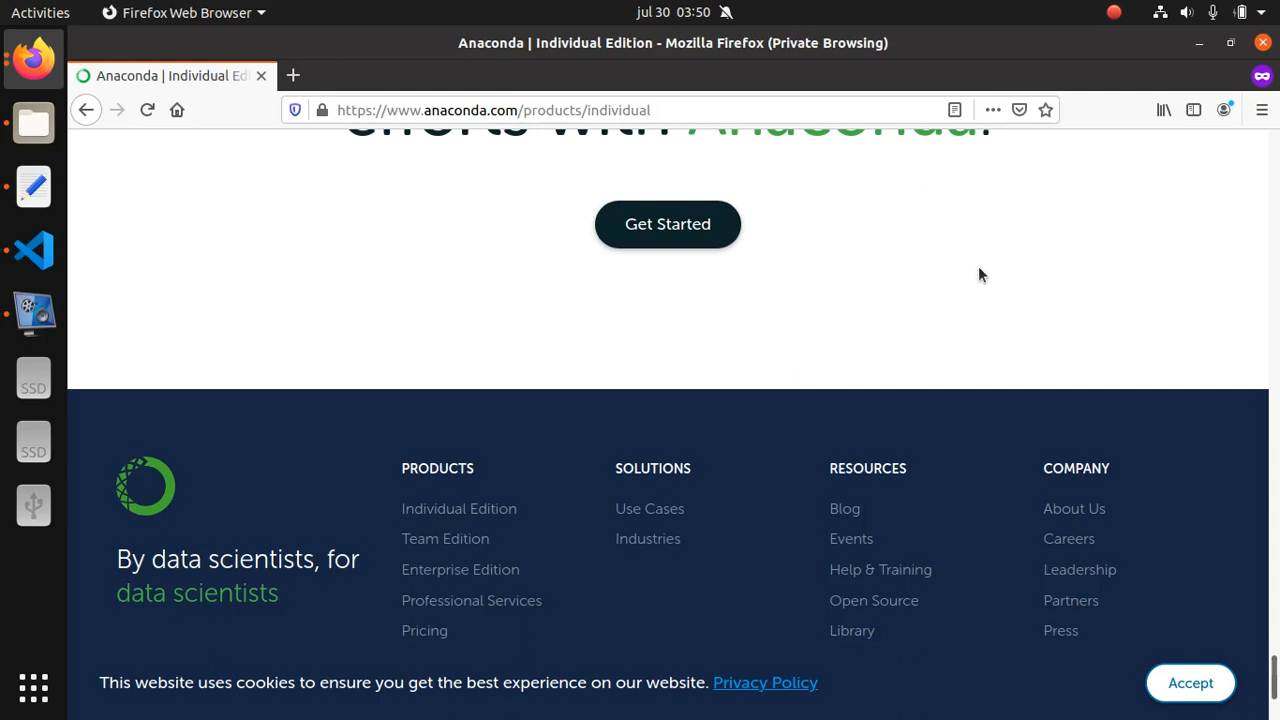 Activities
Firefox Web Browser
jul 30 03:50
Anaconda | Individual Edition - Mozilla Firefox (Private Browsing)
Anaconda | Individual Ed
https://www.anaconda.com/products/individual
efforts with Anaconda.
Get Started
By data scientists, for
data scientists
PRODUCTS
Individual Edition
Team Edition
Enterprise Edition
Professional Services
Pricing
SOLUTIONS
Use Cases
Industries
RESOURCES
Blog
Events
Help & Training
Open Source
Library
COMPANY
About Us
Careers
Leadership
Partners
Press
This website uses cookies to ensure you get the best experience on our website. Privacy Policy
Accept
SSD
SSD